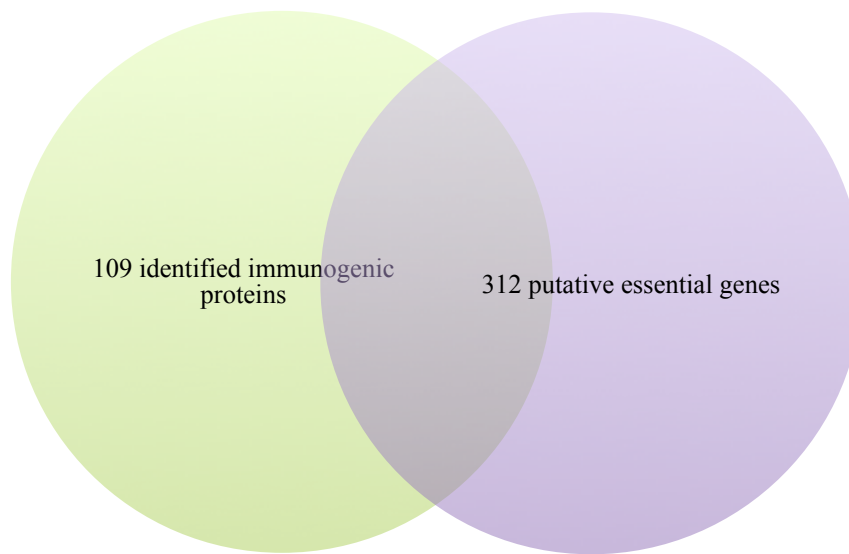 109 identified immunogenic
proteins
312 putative essential genes